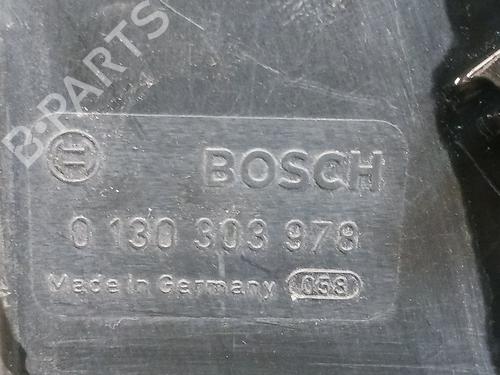 B-PARTS
BOSCH
0 130 303 978
Made in Germany 058